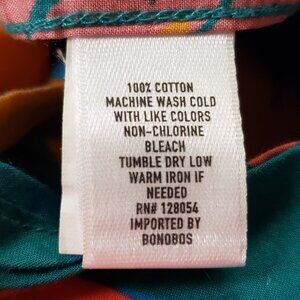 100% COTTON
MACHINE WASH COLD
WITH LIKE COLORS
NON-CHLORINE
BLEACH
TUMBLE DRY LOW
WARM IRON IF
NEEDED
RN# 128054
IMPORTED BY
BONOBOS